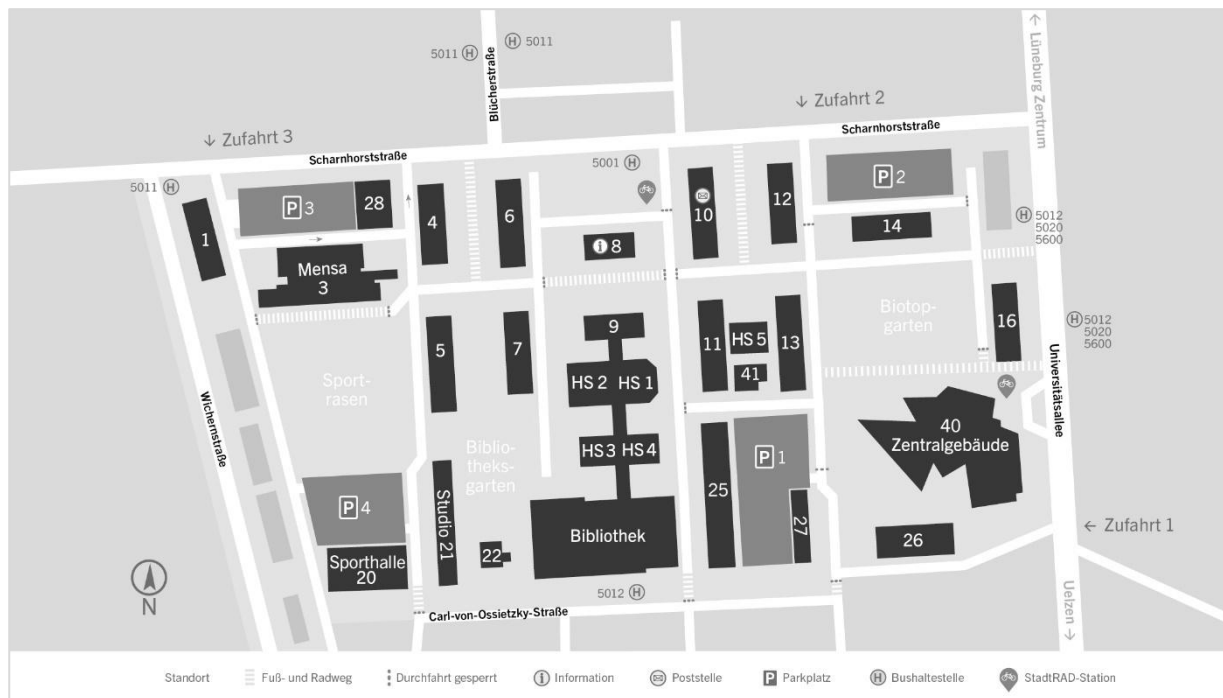 5011 H
H 5011
Blücherstraße
↑ Lüneburg Zentrum
↓ Zufahrt 3
↓ Zufahrt 2
Scharnhorststraße
Scharnhorststraße
5011 H
5001 H
P 3
28
4
6
10
12
P 2
14
H 5012
5020
5600
1
i 8
Mensa
3
Biotop-
garten
16
H 5012
5020
5600
5
7
9
11
HS 5
13
41
HS 2
HS 1
Sport-
rasen
Wichernstraße
Universitätsallee
40
Zentralgebäude
Biblio-
theks-
garten
HS 3
HS 4
25
P 1
27
P 4
Studio 21
Bibliothek
26
← Zufahrt 1
22
Sporthalle
20
N
5012 H
Carl-von-Ossietzky-Straße
Uelzen →
Standort
Fuß- und Radweg
Durchfahrt gesperrt
i Information
Poststelle
P Parkplatz
H Bushaltestelle
StadtRAD-Station